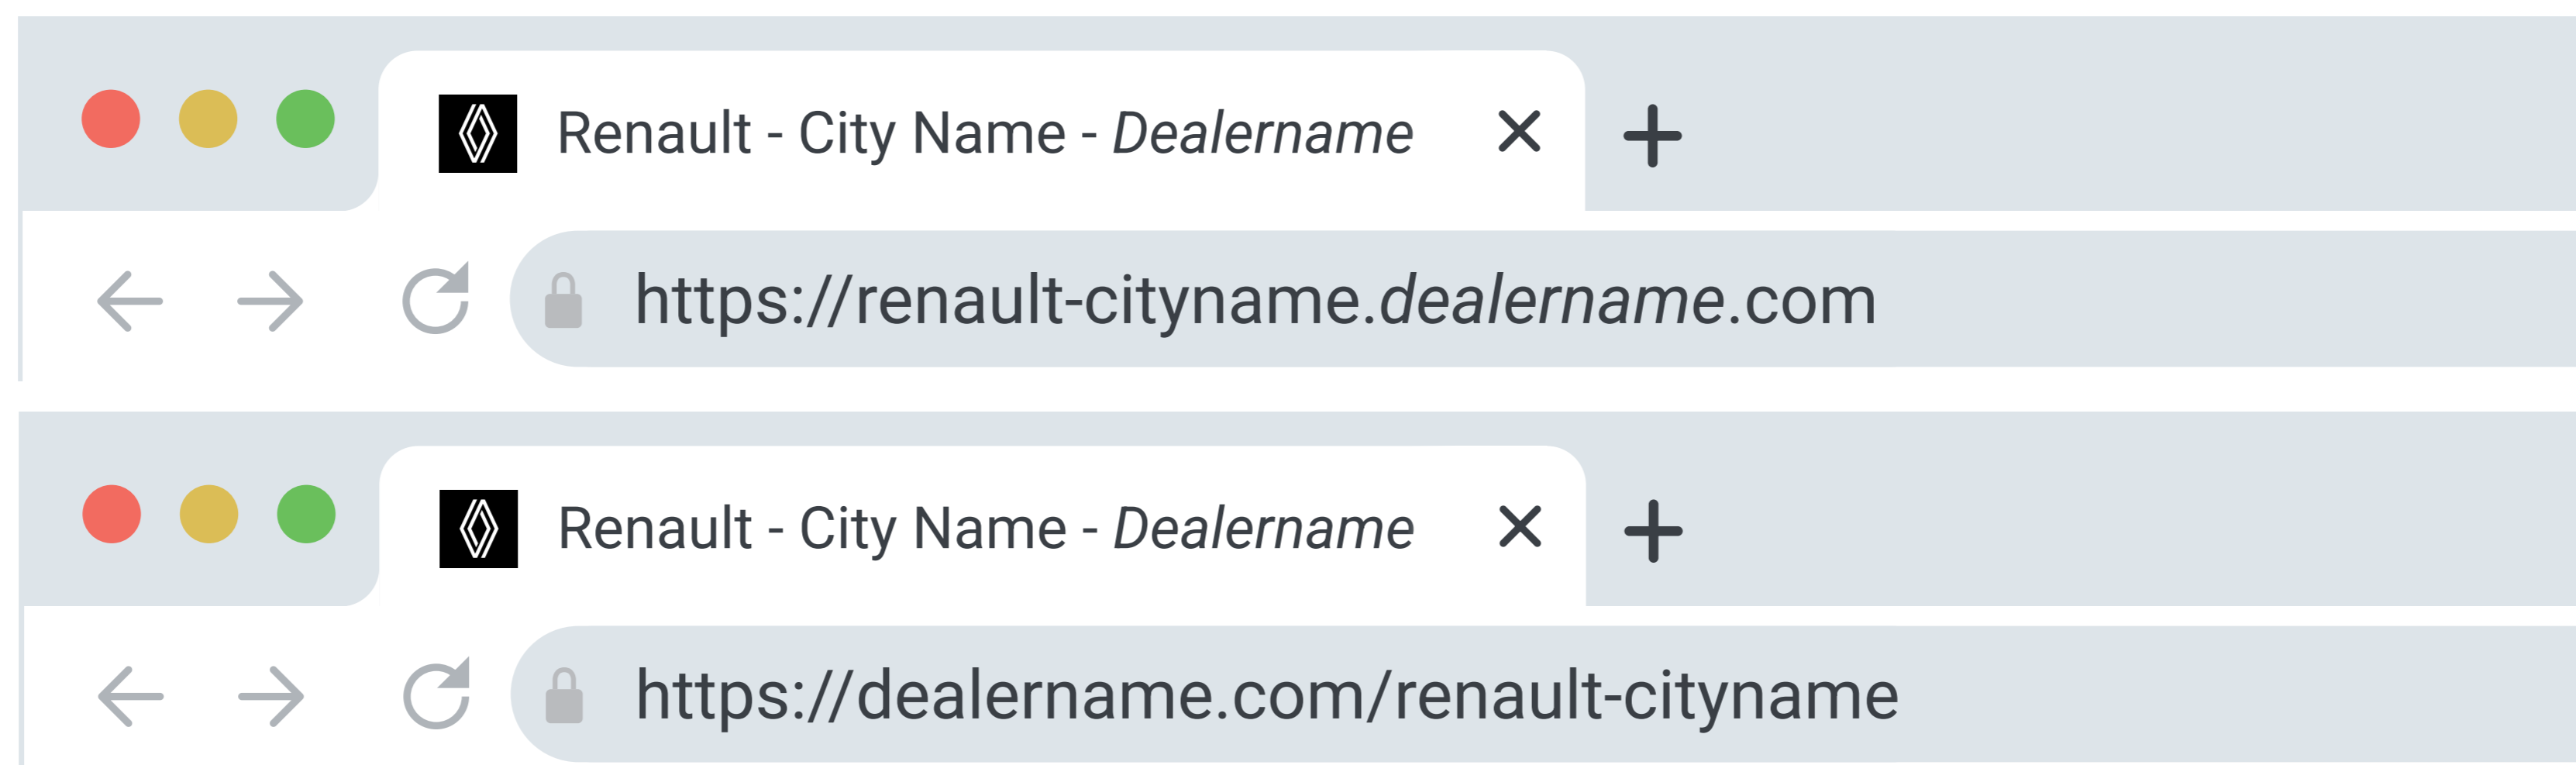 Renault - City Name - Dealername
https://renault-cityname.dealername.com
Renault - City Name - Dealername
https://dealername.com/renault-cityname